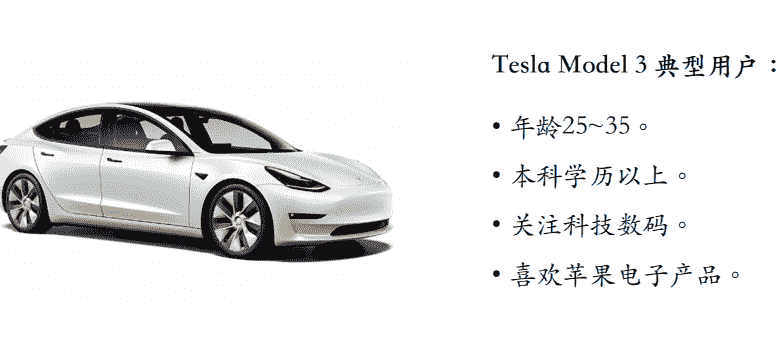 Tesla Model 3 典型用户：
• 年龄25~35。
• 本科学历以上。
• 关注科技数码。
• 喜欢苹果电子产品。